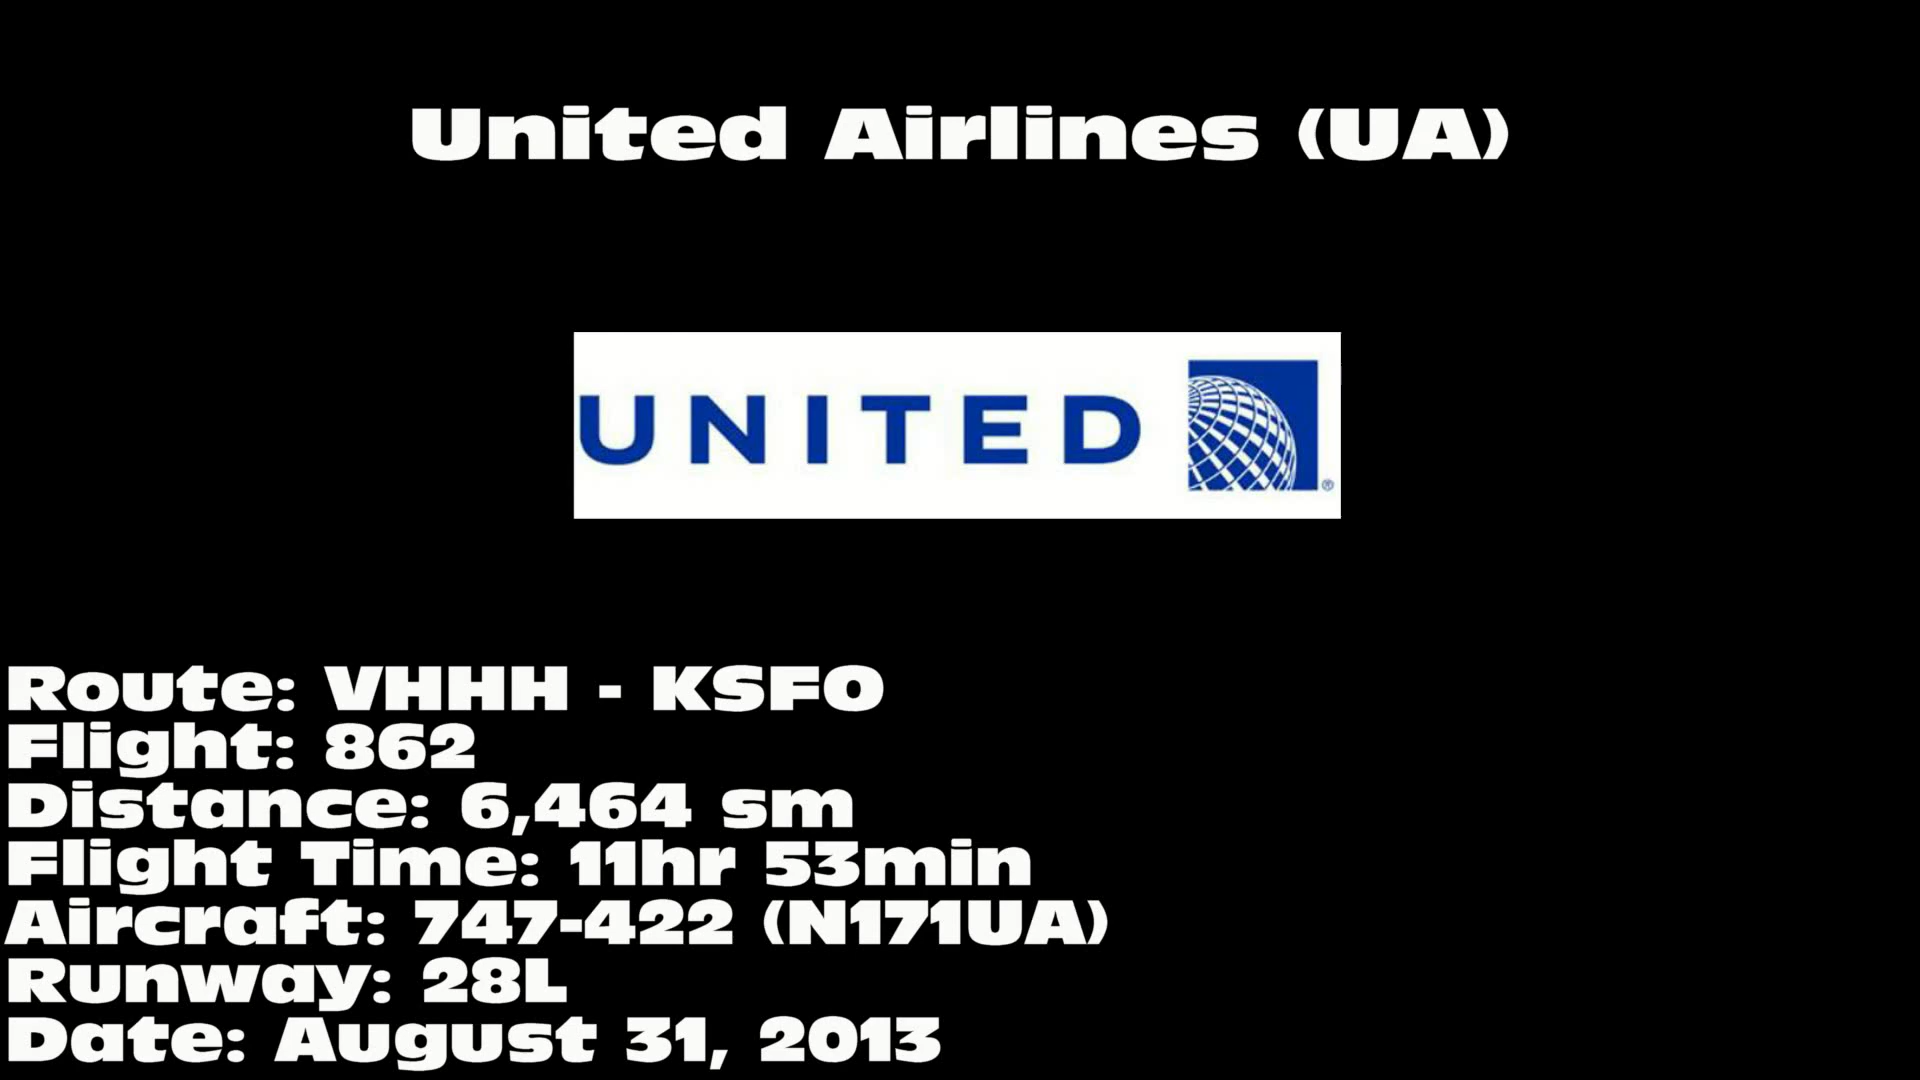 United Airlines (UA)
UNITED ®
Route: VHHH - KSFO
Flight: 862
Distance: 6,464 sm
Flight Time: 11hr 53min
Aircraft: 747-422 (N171UA)
Runway: 28L
Date: August 31, 2013